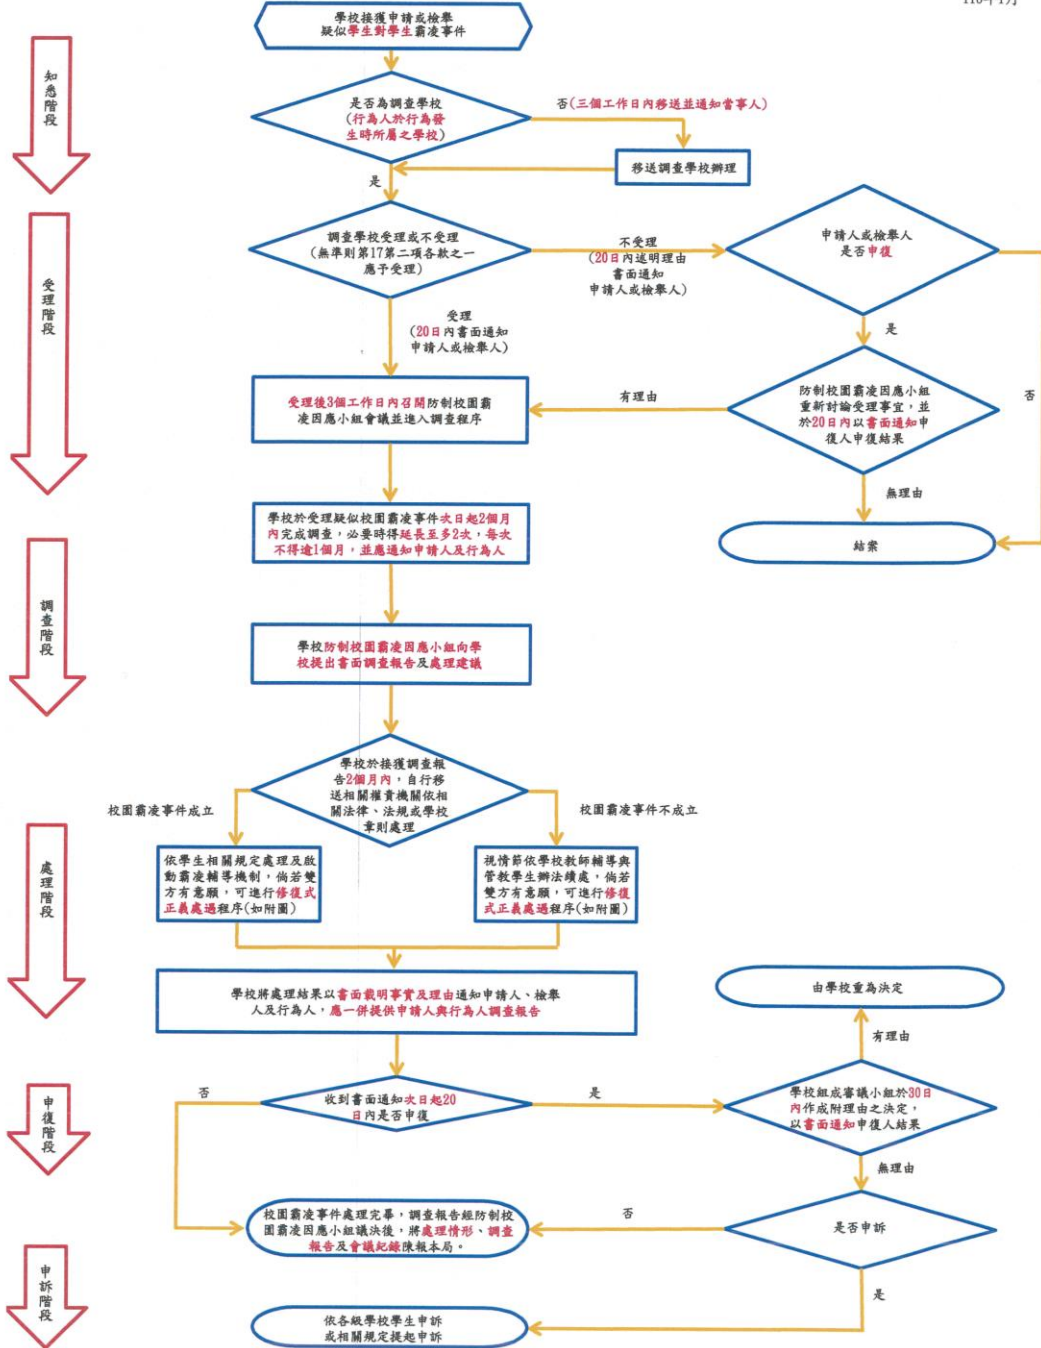 110年1月
學校接獲申請或檢舉
疑似學生對學生霸凌事件
知悉階段
是否為調查學校
(行為人於行為發
生時所屬之學校)
否(三個工作日內移送並通知當事人)
移送調查學校辦理
是
受理階段
調查學校受理或不受理
(無準則第17第二項各款之一
應予受理)
不受理
(20日內述明理由
書面通知
申請人或檢舉人)
申請人或檢舉人
是否申復
受理
(20日內書面通知
申請人或檢舉人)
是
否
受理後3個工作日內召開防制校園霸
凌因應小組會議並進入調查程序
有理由
防制校園霸凌因應小組
重新討論受理事宜，並
於20日內以書面通知申
復人申復結果
無理由
結案
調查階段
學校於受理疑似校園霸凌事件次日起2個月
內完成調查，必要時得延長至多2次，每次
不得逾1個月，並應通知申請人及行為人
學校防制校園霸凌因應小組向學
校提出書面調查報告及處理建議
處理階段
學校於接獲調查報
告2個月內，自行移
送相關權責機關依相
關法律、法規或學校
章則處理
校園霸凌事件成立
校園霸凌事件不成立
依學生相關規定處理及啟
動霸凌輔導機制，倘若雙
方有意願，可進行修復式
正義處遇程序(如附圖)
視情節依學校教師輔導與
管教學生辦法續處，倘若
雙方有意願，可進行修復
式正義處遇程序(如附圖)
學校將處理結果以書面載明事實及理由通知申請人、檢舉
人及行為人，應一併提供申請人與行為人調查報告
由學校重為決定
有理由
申復階段
否
收到書面通知次日起20
日內是否申復
是
學校組成審議小組於30日
內作成附理由之決定，
以書面通知申復人結果
無理由
校園霸凌事件處理完畢，調查報告經防制校
園霸凌因應小組議決後，將處理情形、調查
報告及會議紀錄陳報本局。
否
是否申訴
是
申訴階段
依各級學校學生申訴
或相關規定提起申訴